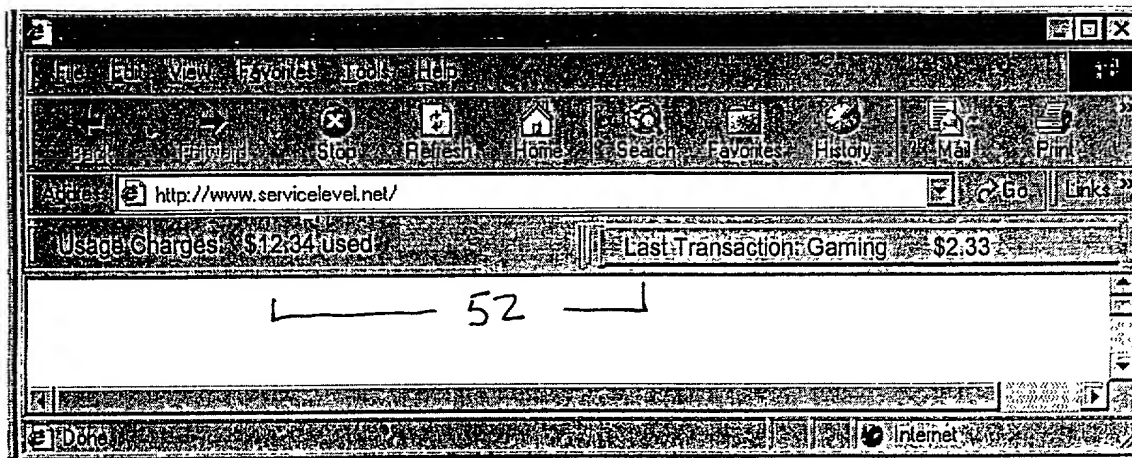 File Edit View Favorites Tools Help
Back Forward Stop Refresh Home Search Favorites History Mail Print »
Address http://www.servicelevel.net/ Go Links »
Usage Charges: $12.34 used Last Transaction: Gaming $2.33
52
Done Internet